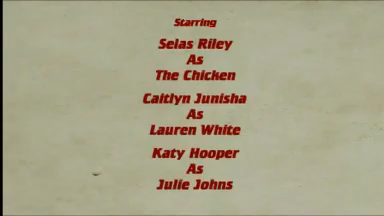 Starring
Selas Riley
As
The Chicken
Caitlyn Junisha
As
Lauren White
Katy Hooper
As
Julie Johns